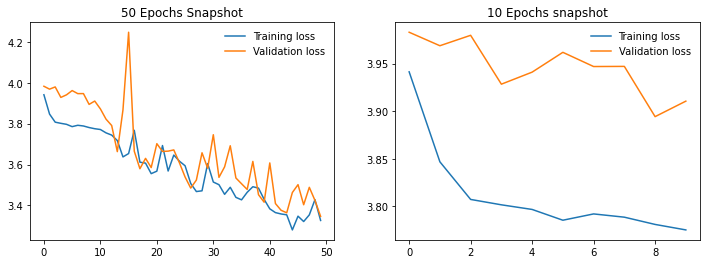 50 Epochs Snapshot
Training loss
Validation loss
4.2
4.0
3.8
3.6
3.4
0 10 20 30 40 50
10 Epochs snapshot
Training loss
Validation loss
3.95
3.90
3.85
3.80
0 2 4 6 8